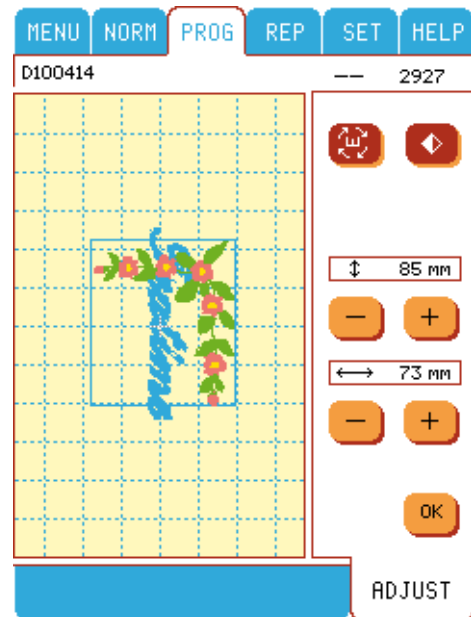 MENU NORM PROG REP SET HELP
D100414 -- 2927
85 MM
− +
73 MM
− +
OK
ADJUST